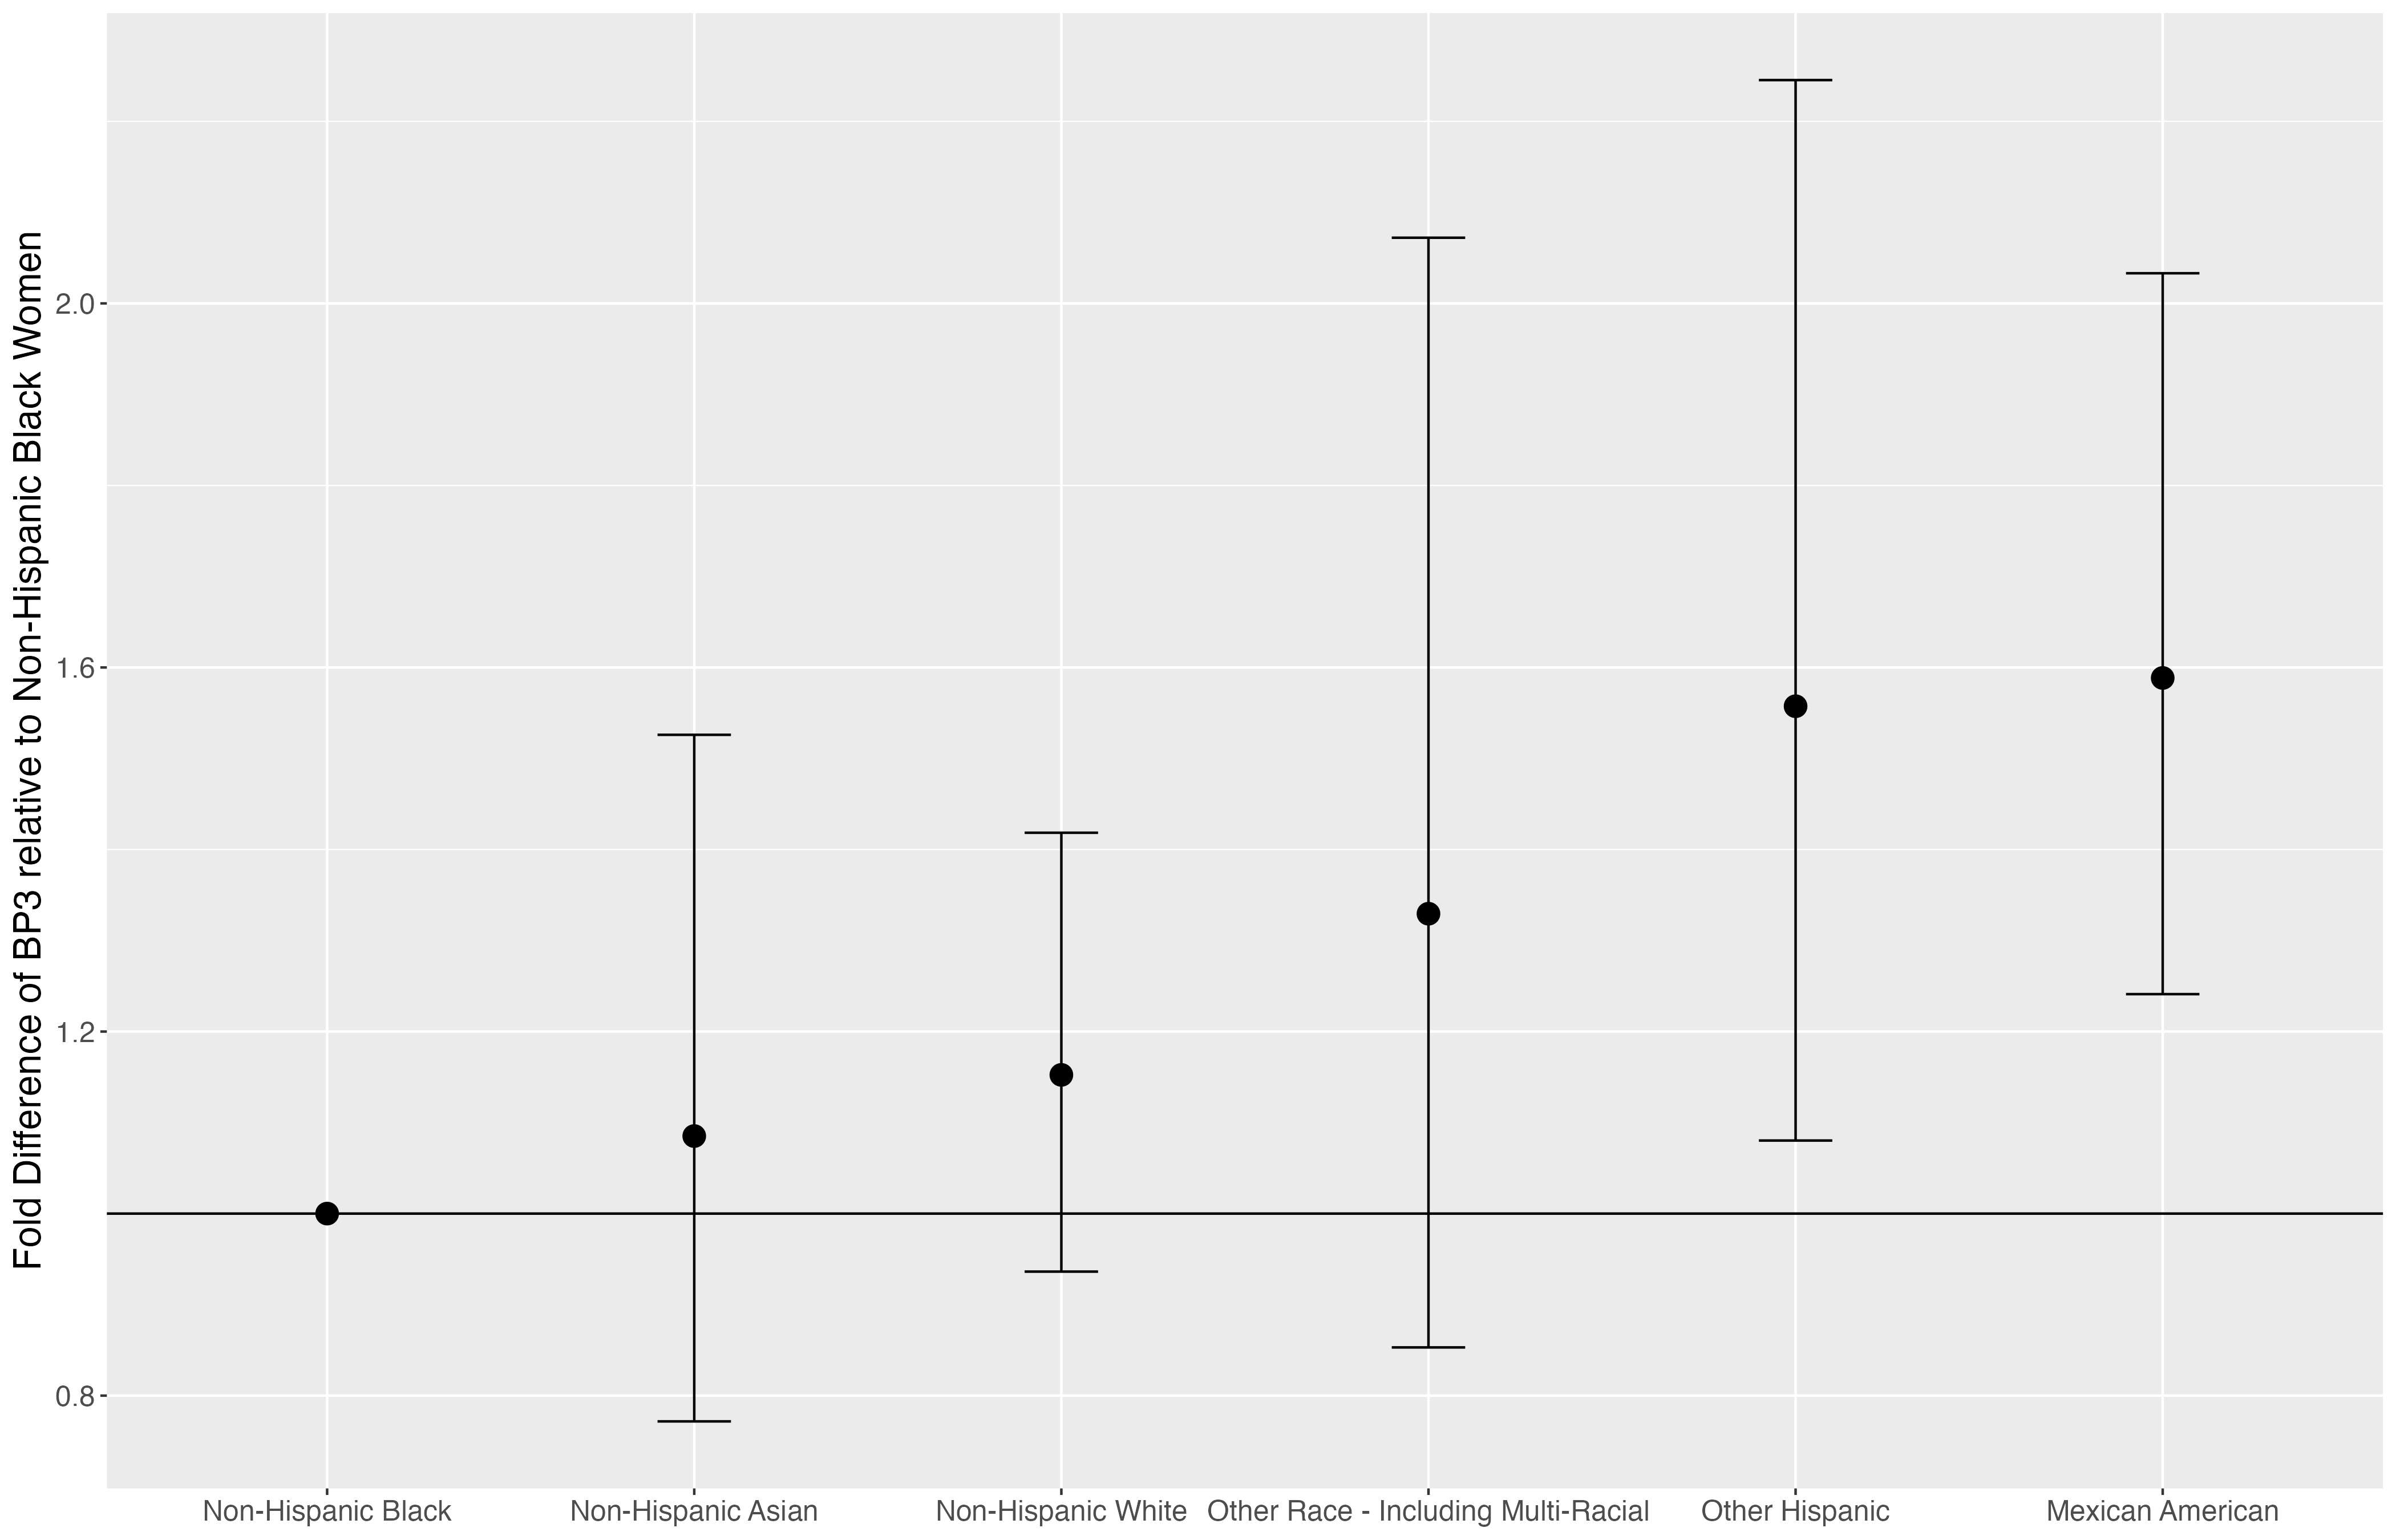 Fold Difference of BP3 relative to Non-Hispanic Black Women
2.0
1.6
1.2
0.8
Non-Hispanic Black
Non-Hispanic Asian
Non-Hispanic White
Other Race - Including Multi-Racial
Other Hispanic
Mexican American